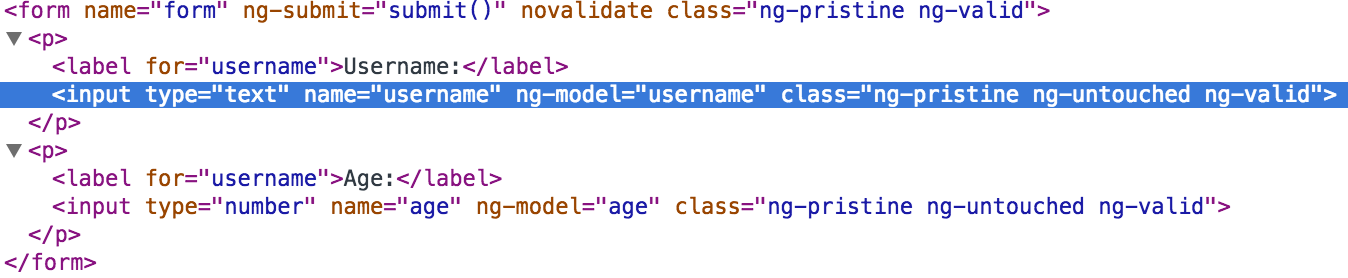 <form name="form" ng-submit="submit()" novalidate class="ng-pristine ng-valid">
<p>
<label for="username">Username:</label>
<input type="text" name="username" ng-model="username" class="ng-pristine ng-untouched ng-valid">
</p>
<p>
<label for="username">Age:</label>
<input type="number" name="age" ng-model="age" class="ng-pristine ng-untouched ng-valid">
</p>
</form>